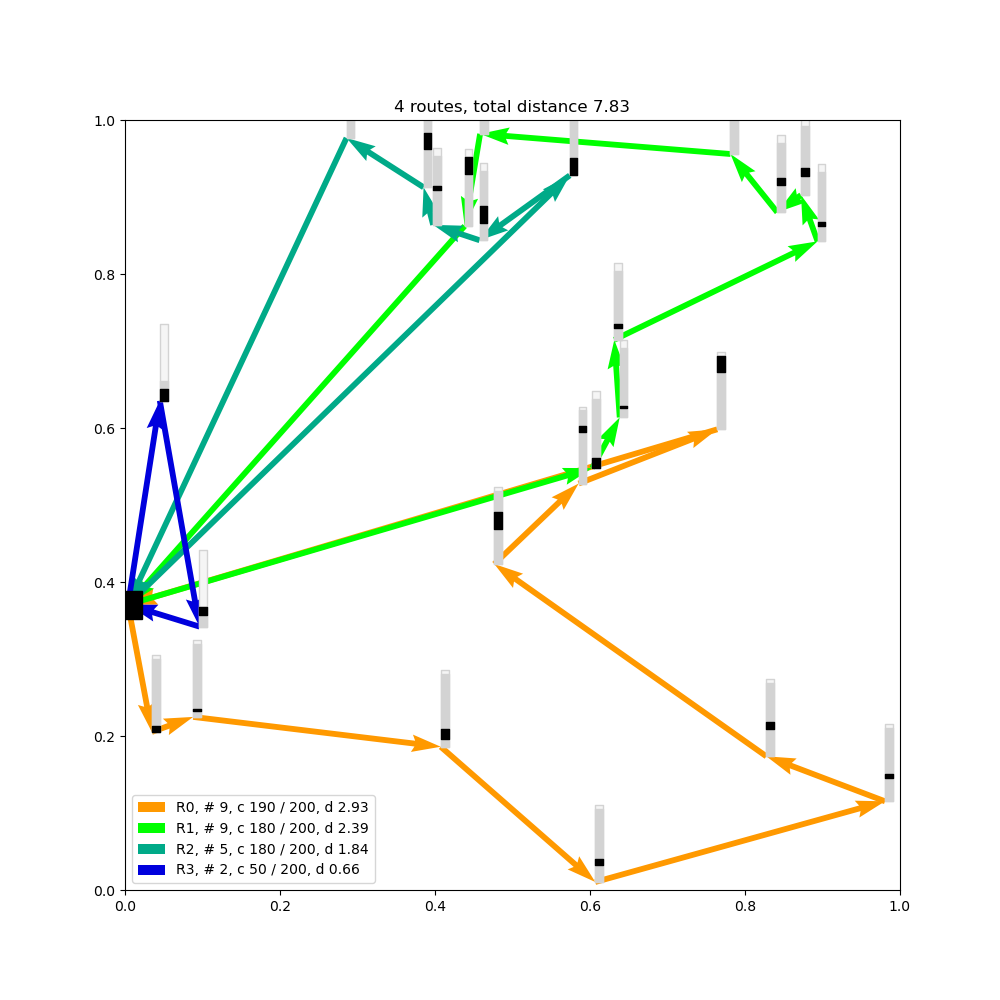 4 routes, total distance 7.83
1.0
0.8
0.6
0.4
0.2
0.0
R0, # 9, c 190 / 200, d 2.93
R1, # 9, c 180 / 200, d 2.39
R2, # 5, c 180 / 200, d 1.84
R3, # 2, c 50 / 200, d 0.66
0.0 0.2 0.4 0.6 0.8 1.0